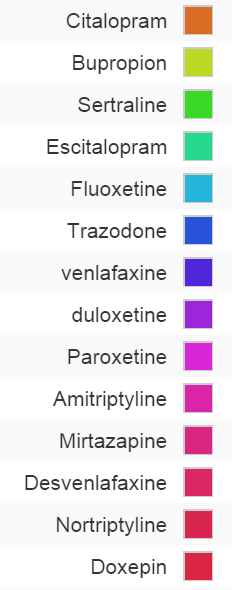 Citalopram
Bupropion
Sertraline
Escitalopram
Fluoxetine
Trazodone
venlafaxine
duloxetine
Paroxetine
Amitriptyline
Mirtazapine
Desvenlafaxine
Nortriptyline
Doxepin